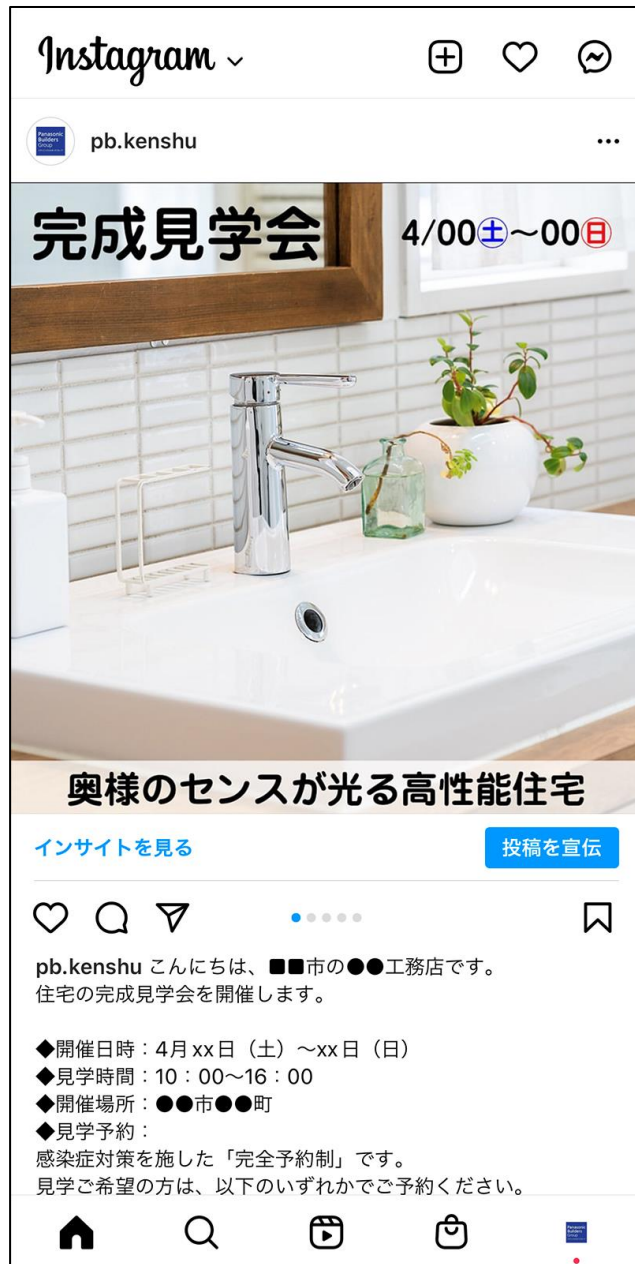 Instagram
Panasonic
Builders
Group
pb.kenshu
完成見学会
4/00㊏～00㊐
奥様のセンスが光る高性能住宅
インサイトを見る
投稿を宣伝
pb.kenshu こんにちは、■■市の●●工務店です。
住宅の完成見学会を開催します。
◆開催日時：4月xx日（土）～xx日（日）
◆見学時間：10：00～16：00
◆開催場所：●●市●●町
◆見学予約：
感染症対策を施した「完全予約制」です。
見学ご希望の方は、以下のいずれかでご予約ください。
Panasonic
Builders
Group